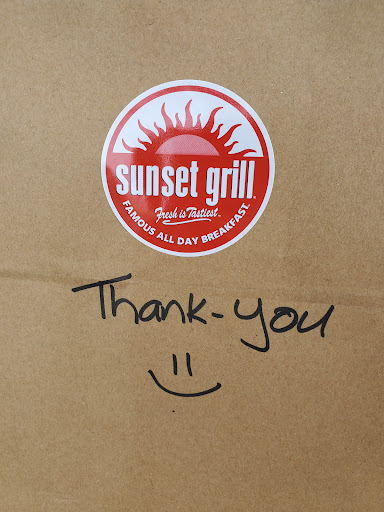 sunset grill
Fresh is Tastiest
FAMOUS ALL DAY BREAKFAST
Thank-you